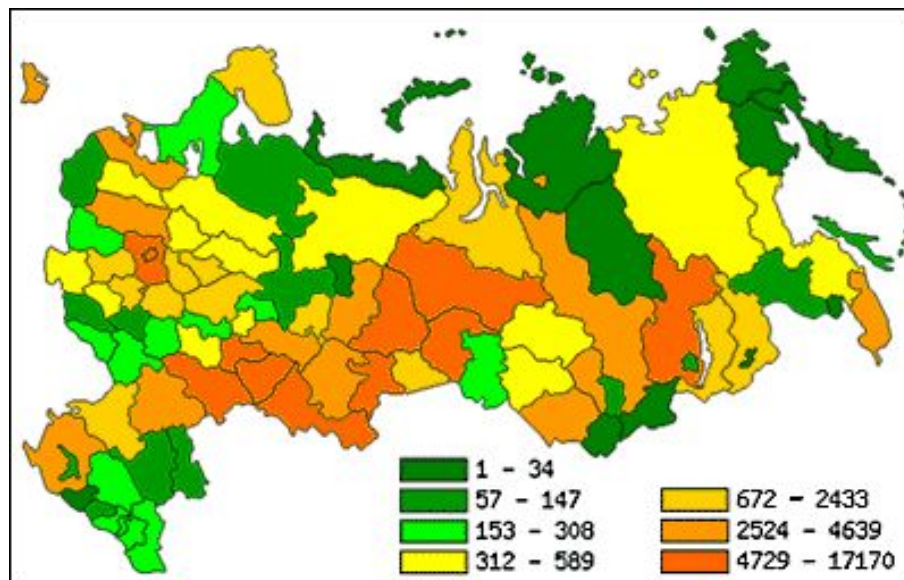 1 – 34
57 – 147
153 – 308
312 – 589
672 – 2433
2524 – 4639
4729 – 17170